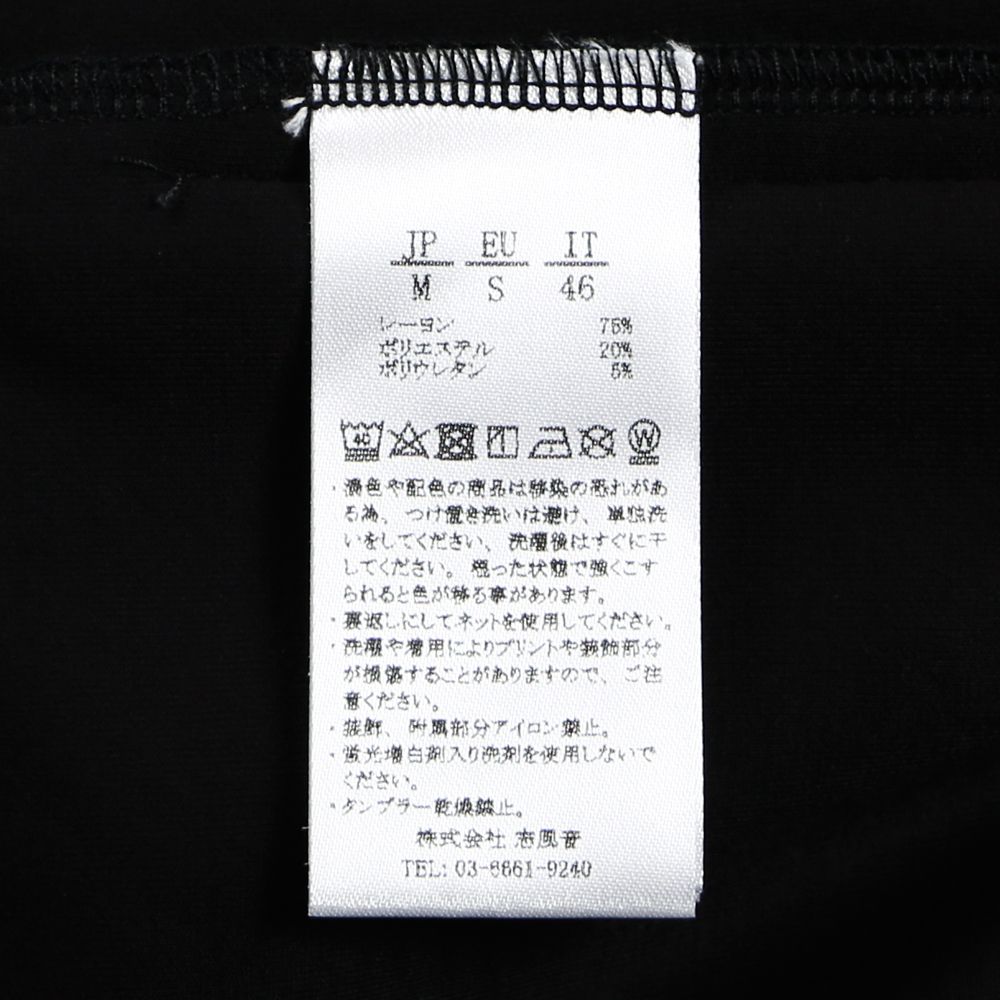 JP EU IT
M S 46
レーヨン 75%
ポリエステル 20%
ポリウレタン 5%
40 W
・濃色や配色の商品は移染の恐れがあ
る為、つけ置き洗いは避け、単独洗
いをしてください、洗濯後はすぐに干
してください。湿った状態で強くこす
られると色が移る事があります。
・裏返しにしてネットを使用してください。
・洗濯や着用によりプリントや装飾部分
が損傷することがありますので、ご注
意ください。
・装飾、附属部分アイロン禁止。
・蛍光増白剤入り洗剤を使用しないで
ください。
・タンブラー乾燥禁止。
株式会社 志風音
TEL: 03-6661-9240